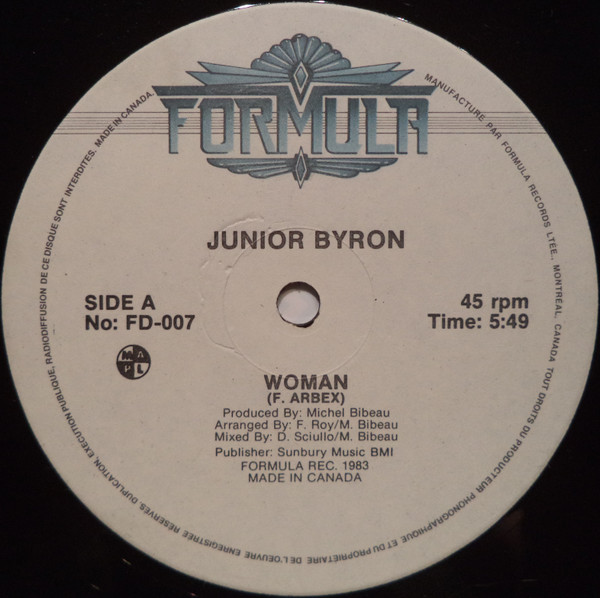 FORMULA
MANUFACTURE PAR FORMULA RECORDS LTÉE., MONTREAL, CANADA TOUT DROITS DU PRODUCTEUR PHONOGRAPHIQUE ET DU PROPRIETAIRE DE L'OEUVRE ENREGISTREE RESERVES. DUPLICATION, EXECUTION PUBLIQUE, RADIODIFFUSION DE CE DISQUE SONT INTERDITES. MADE IN CANADA.
JUNIOR BYRON
SIDE A
No: FD-007
45 rpm
Time: 5:49
M A
P L
WOMAN
(F. ARBEX)
Produced By: Michel Bibeau
Arranged By: F. Roy/M. Bibeau
Mixed By: D. Sciullo/M. Bibeau
Publisher: Sunbury Music BMI
FORMULA REC. 1983
MADE IN CANADA